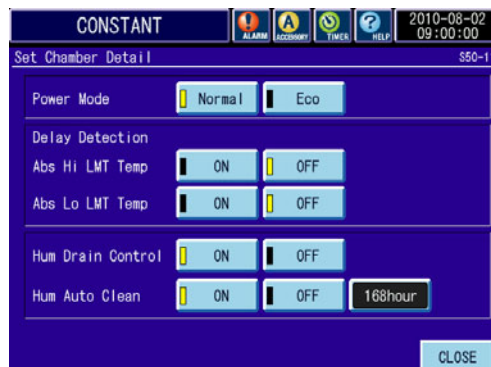 CONSTANT ALARM ACCESSORY TIMER HELP 2010-08-02
09:00:00
Set Chamber Detail S50-1
Power Mode Normal Eco
Delay Detection
Abs Hi LMT Temp ON OFF
Abs Lo LMT Temp ON OFF
Hum Drain Control ON OFF
Hum Auto Clean ON OFF 168hour
CLOSE